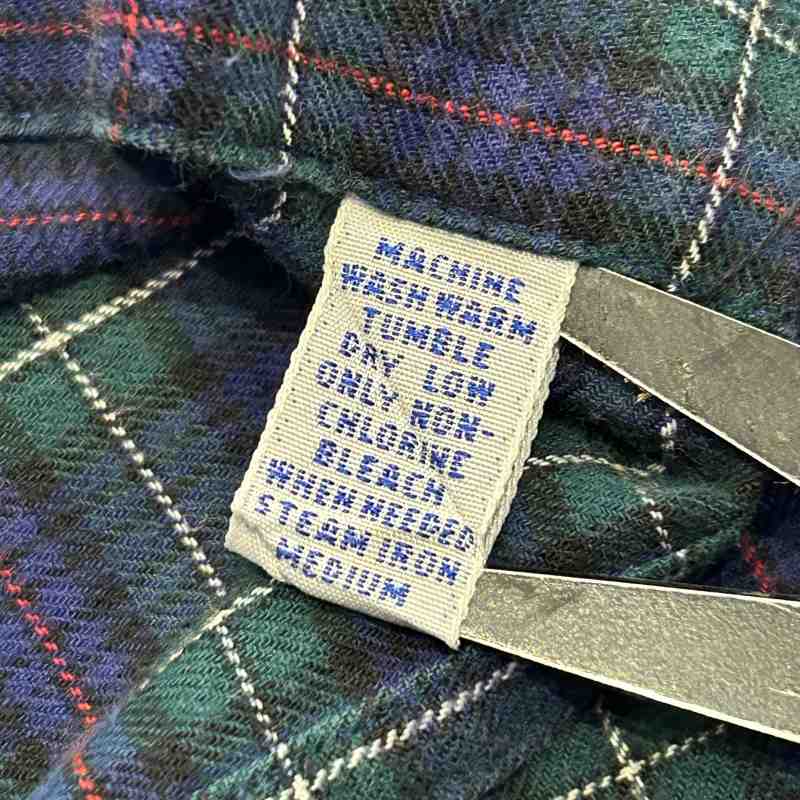 MACHINE
WASH WARM
TUMBLE
DRY LOW
ONLY NON-
CHLORINE
BLEACH
WHEN NEEDED
STEAM IRON
MEDIUM